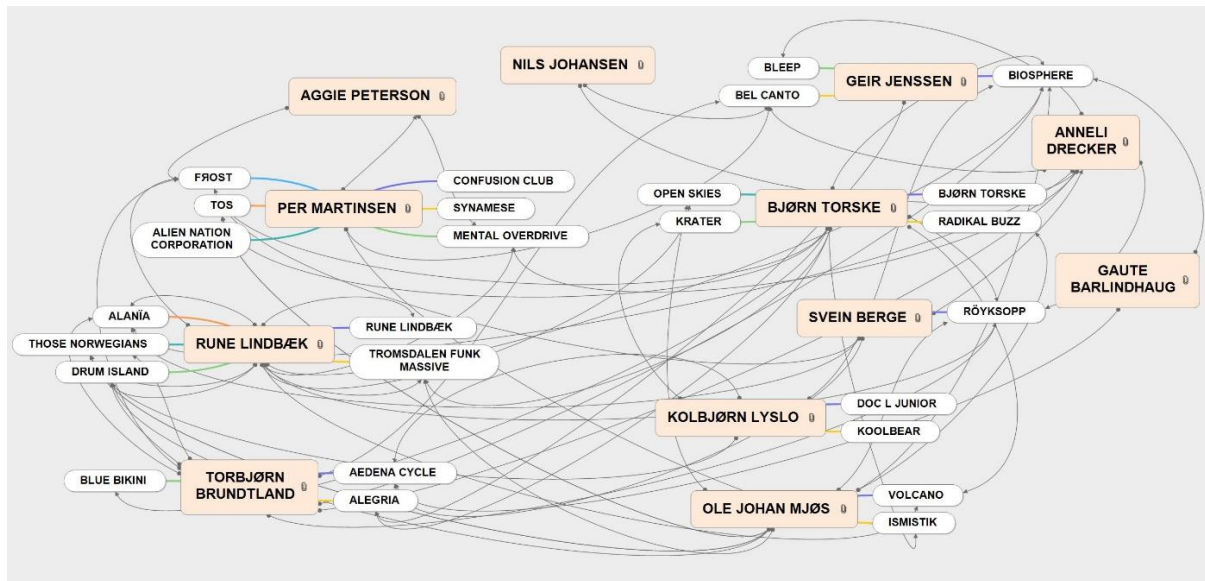 NILS JOHANSEN
BLEEP
GEIR JENSSEN
BIOSPHERE
AGGIE PETERSON
BEL CANTO
ANNELI
DRECKER
FЯOST
CONFUSION CLUB
TOS
PER MARTINSEN
SYNAMESE
ALIEN NATION
CORPORATION
MENTAL OVERDRIVE
OPEN SKIES
BJØRN TORSKE
BJØRN TORSKE
KRATER
RADIKAL BUZZ
GAUTE
BARLINDHAUG
ALANÏA
RUNE LINDBÆK
RUNE LINDBÆK
THOSE NORWEGIANS
TROMSDALEN FUNK
MASSIVE
DRUM ISLAND
SVEIN BERGE
RÖYKSOPP
KOLBJØRN LYSLO
DOC L JUNIOR
KOOLBEAR
BLUE BIKINI
TORBJØRN
BRUNDTLAND
AEDENA CYCLE
ALEGRIA
OLE JOHAN MJØS
VOLCANO
ISMISTIK